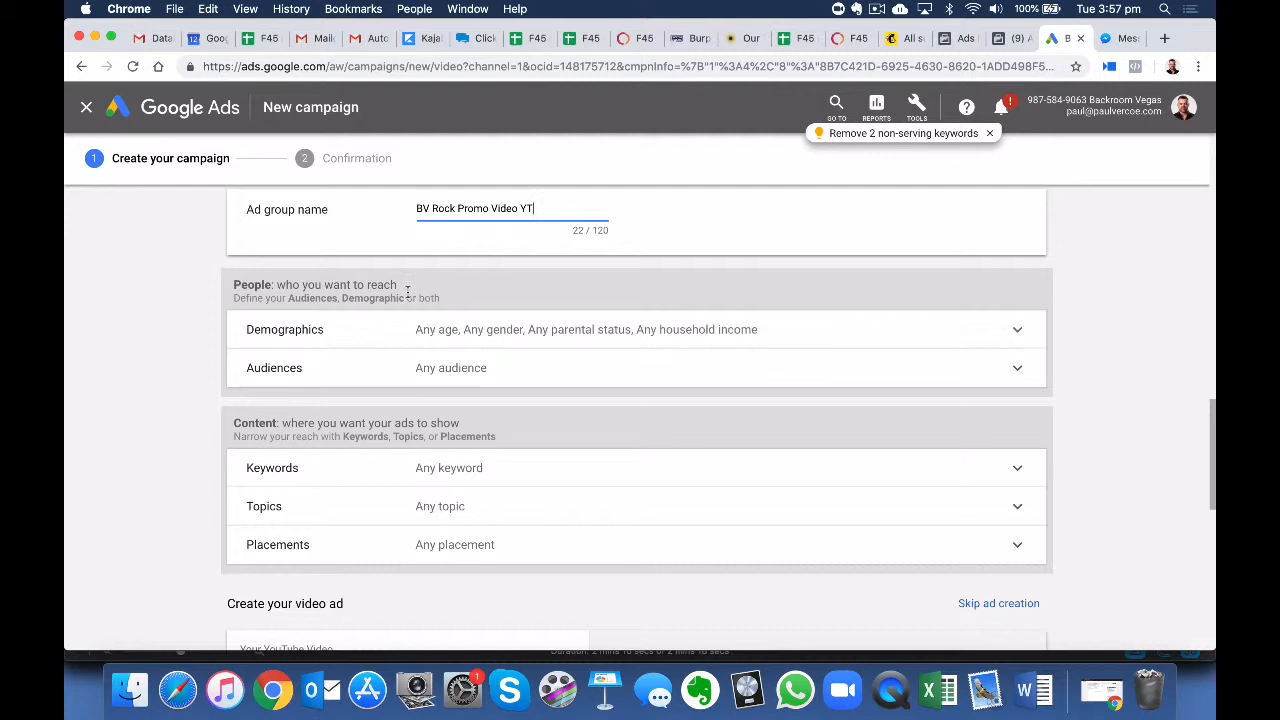 Chrome File Edit View History Bookmarks People Window Help 100% Tue 3:57 pm
Data Goog F45 Maile Auto Kaja Click F45 F45 F45 Burp Our F45 F45 All s Ads (9) A B Mess
https://ads.google.com/aw/campaigns/new/video?channel=1&ocid=148175712&cmpnInfo=%7B"1"%3A4%2C"8"%3A"8B7C421D-6925-4630-8620-1ADD498F5...
Google Ads New campaign
GO TO REPORTS TOOLS
987-584-9063 Backroom Vegas
paul@paulvercoe.com
Remove 2 non-serving keywords
1 Create your campaign 2 Confirmation
Ad group name BV Rock Promo Video YT
22 / 120
People: who you want to reach
Define your Audiences, Demographic or both
Demographics Any age, Any gender, Any parental status, Any household income
Audiences Any audience
Content: where you want your ads to show
Narrow your reach with Keywords, Topics, or Placements
Keywords Any keyword
Topics Any topic
Placements Any placement
Create your video ad Skip ad creation
Your YouTube Video
Duration: 2 mins 10 secs of 2 mins
1